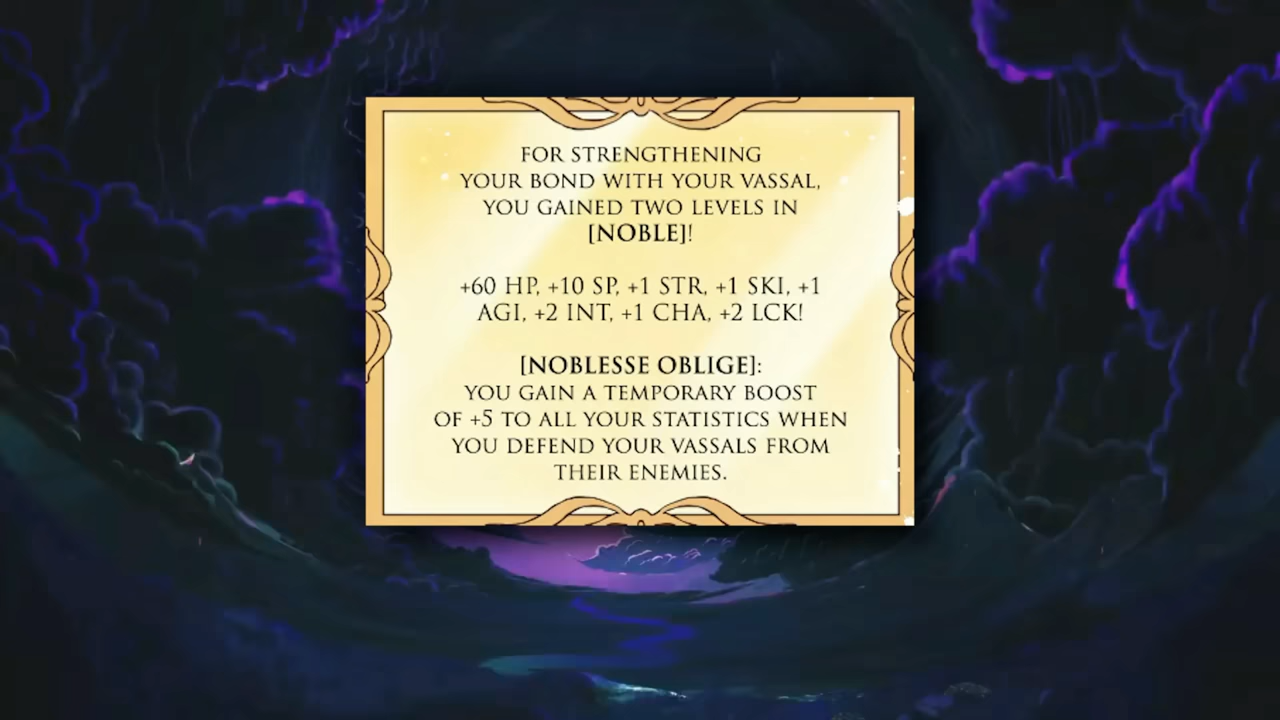 FOR STRENGTHENING
YOUR BOND WITH YOUR VASSAL,
YOU GAINED TWO LEVELS IN
[NOBLE]!
+60 HP, +10 SP, +1 STR, +1 SKI, +1
AGI, +2 INT, +1 CHA, +2 LCK!
[NOBLESSE OBLIGE]:
YOU GAIN A TEMPORARY BOOST
OF +5 TO ALL YOUR STATISTICS WHEN
YOU DEFEND YOUR VASSALS FROM
THEIR ENEMIES.